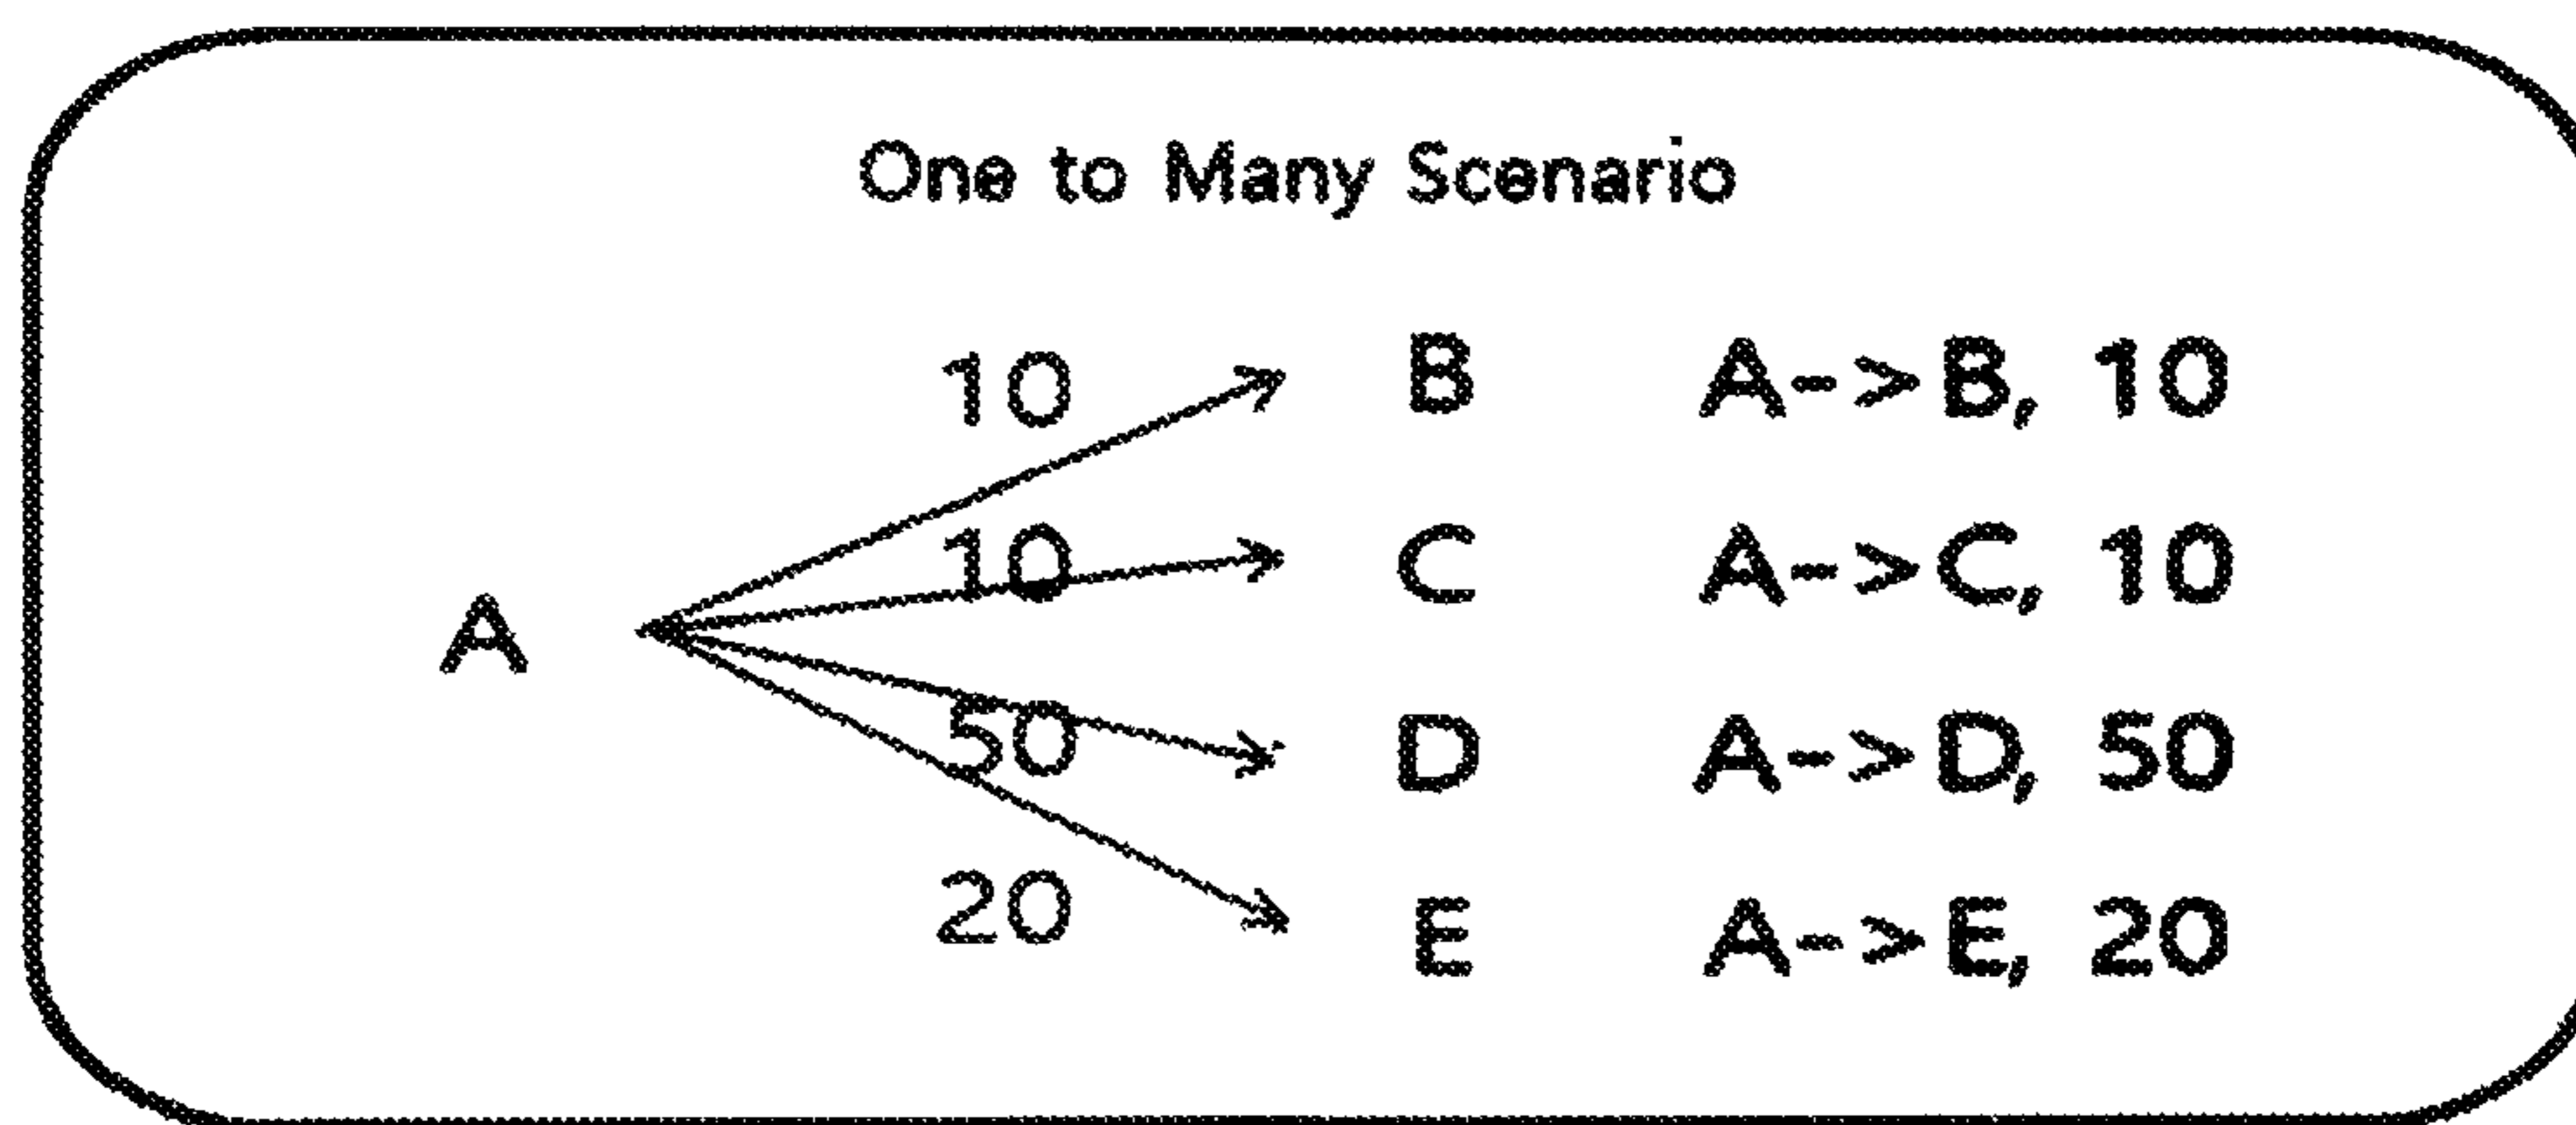 One to Many Scenario
10 B A->B, 10
10 C A->C, 10
A
50 D A->D, 50
20 E A->E, 20